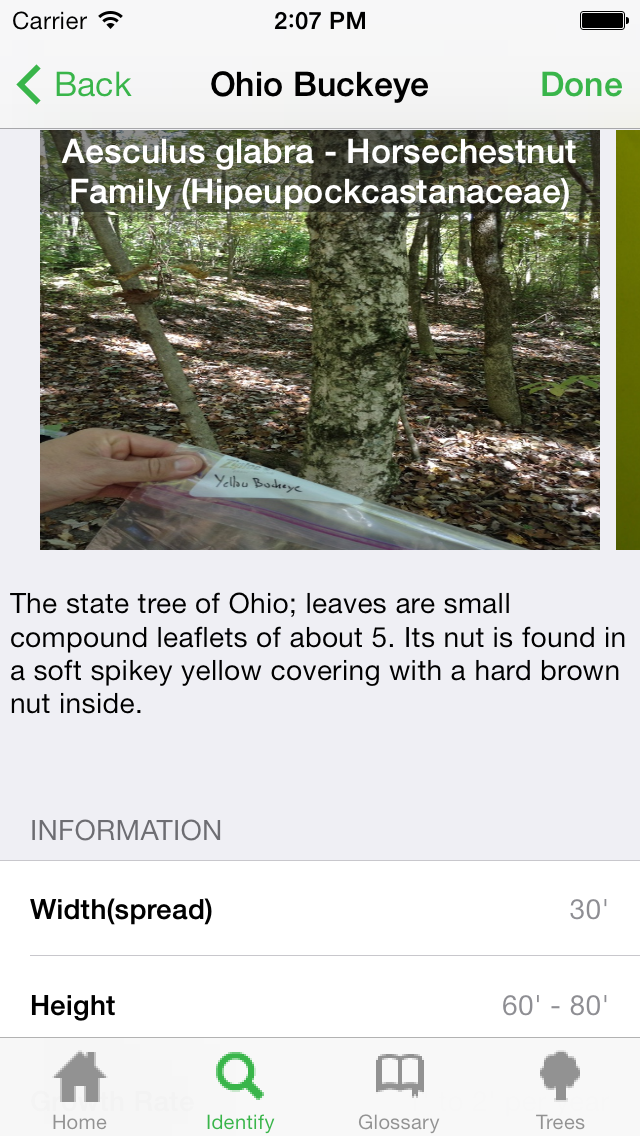 Carrier 2:07 PM
Back Ohio Buckeye Done
Aesculus glabra - Horsechestnut
Family (Hipeupockcastanaceae)
Yellow Buckeye
The state tree of Ohio; leaves are small
compound leaflets of about 5. Its nut is found in
a soft spikey yellow covering with a hard brown
nut inside.
INFORMATION
Width(spread) 30'
Height 60' - 80'
Growth Rate
Home Identify Glossary Trees